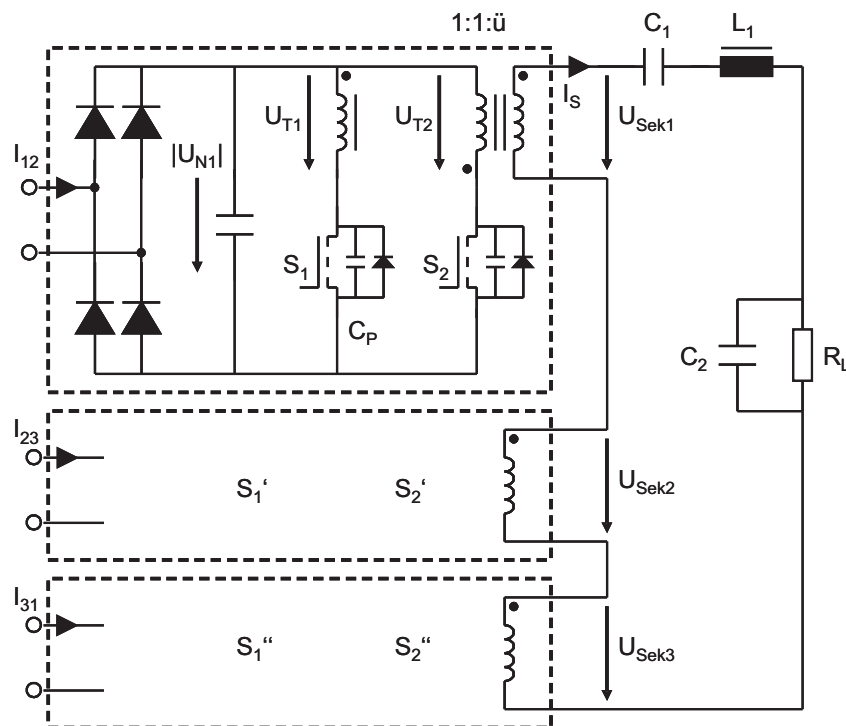 1:1:ü
C1
L1
IS
UT1
UT2
USek1
I12
|UN1|
S1
S2
CP
C2
RL
I23
S1‘
S2‘
USek2
I31
S1“
S2“
USek3